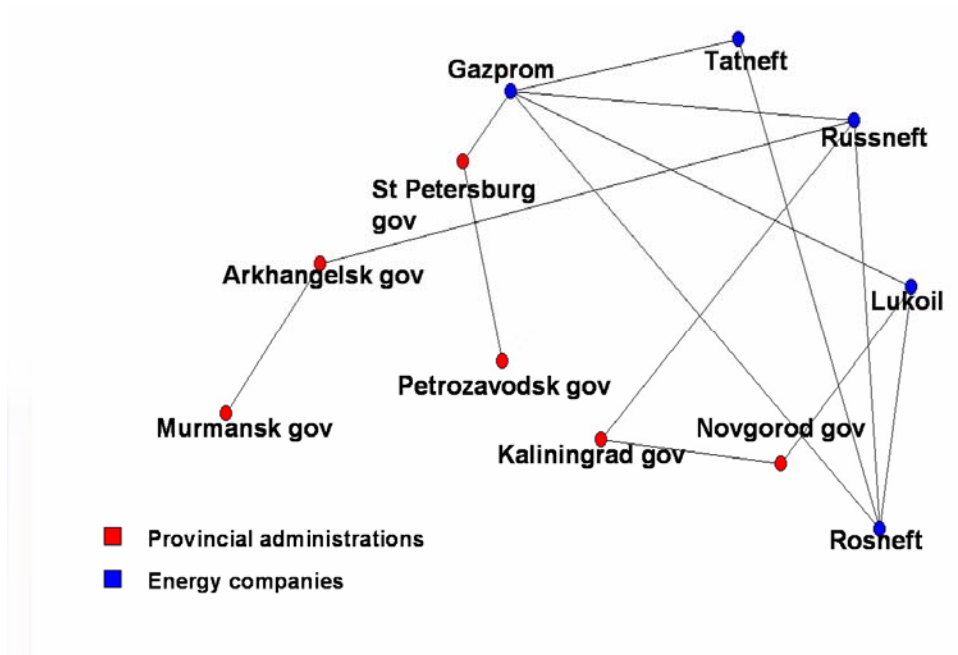 Tatneft
Gazprom
Russneft
St Petersburg
gov
Arkhangelsk gov
Lukoil
Petrozavodsk gov
Murmansk gov
Novgorod gov
Kaliningrad gov
Rosneft
Provincial administrations
Energy companies